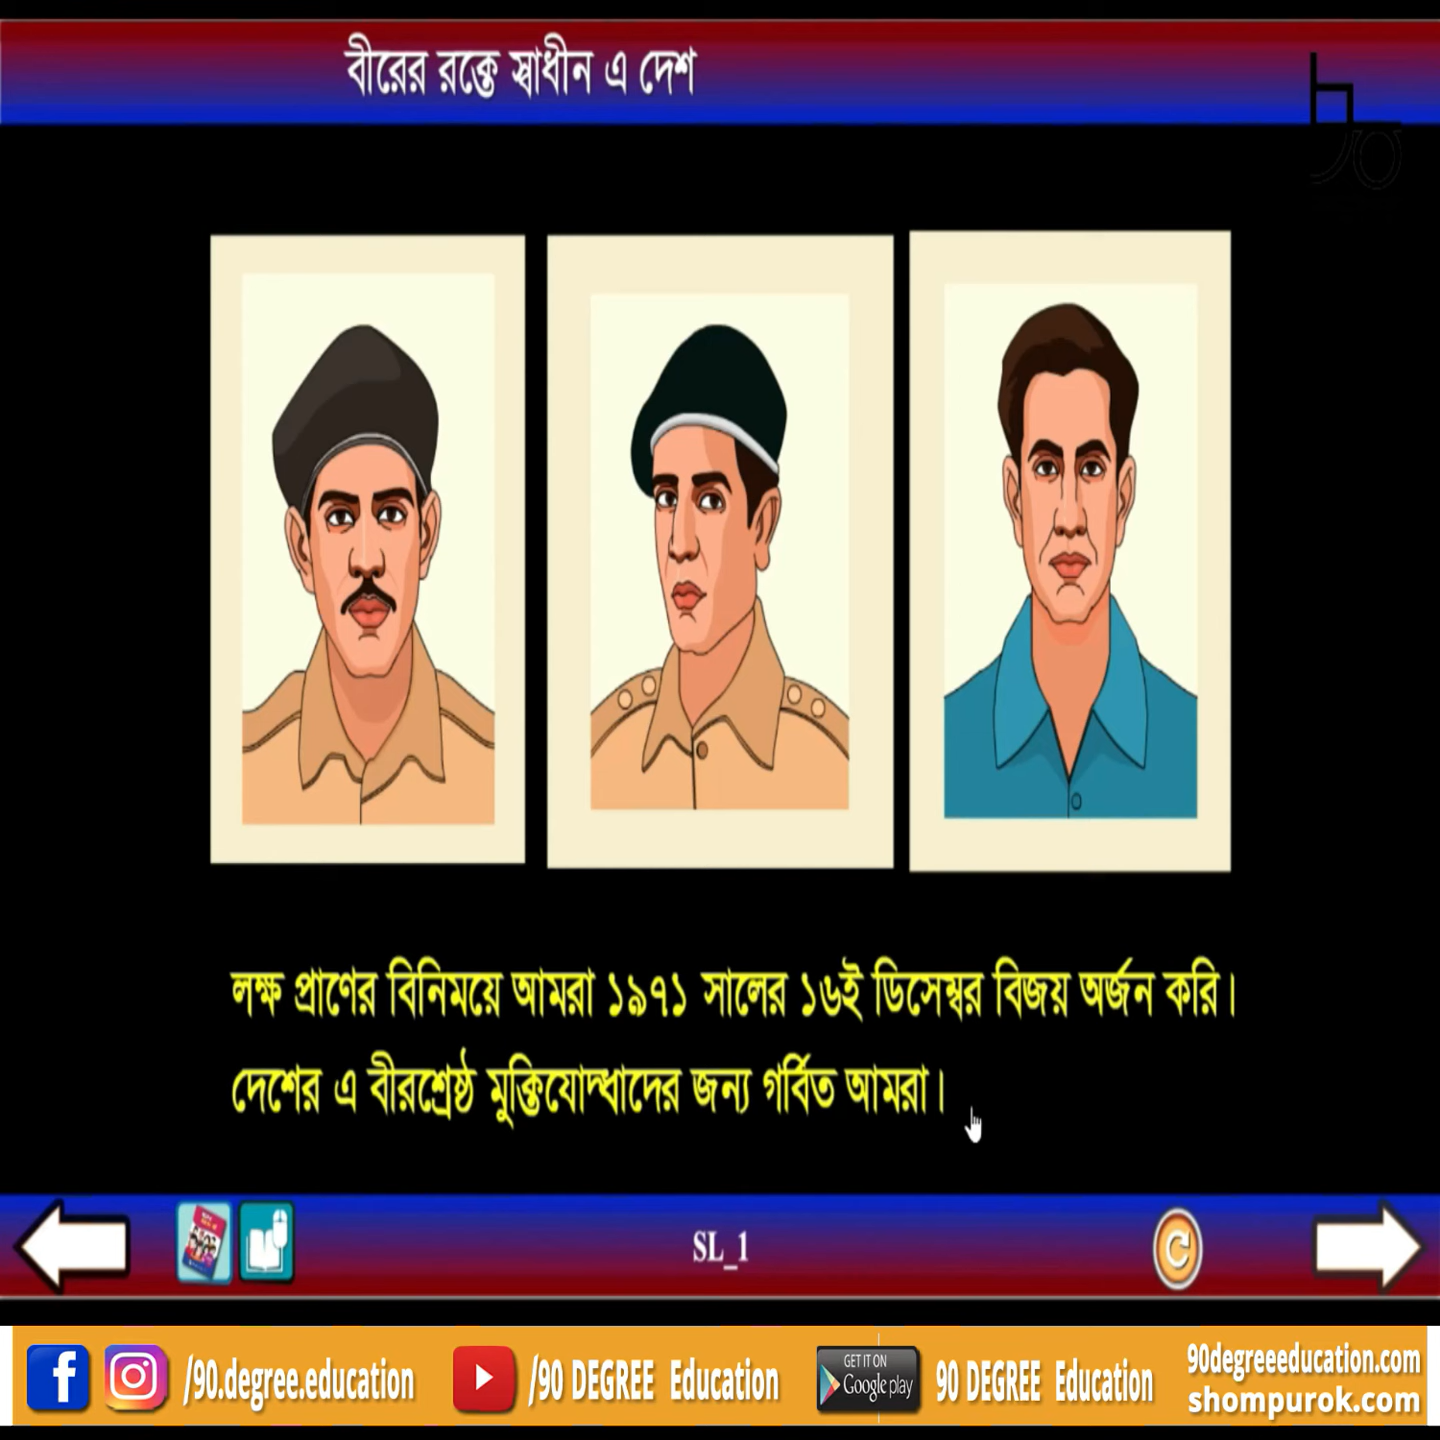 বীরের রক্তে স্বাধীন এ দেশ
৯০
লক্ষ প্রাণের বিনিময়ে আমরা ১৯৭১ সালের ১৬ই ডিসেম্বর বিজয় অর্জন করি।
দেশের এ বীরশ্রেষ্ঠ মুক্তিযোদ্ধাদের জন্য গর্বিত আমরা।
SL_1
/90.degree.education
/90 DEGREE Education
GET IT ON
Google play
90 DEGREE Education
90degreeeducation.com
shompurok.com